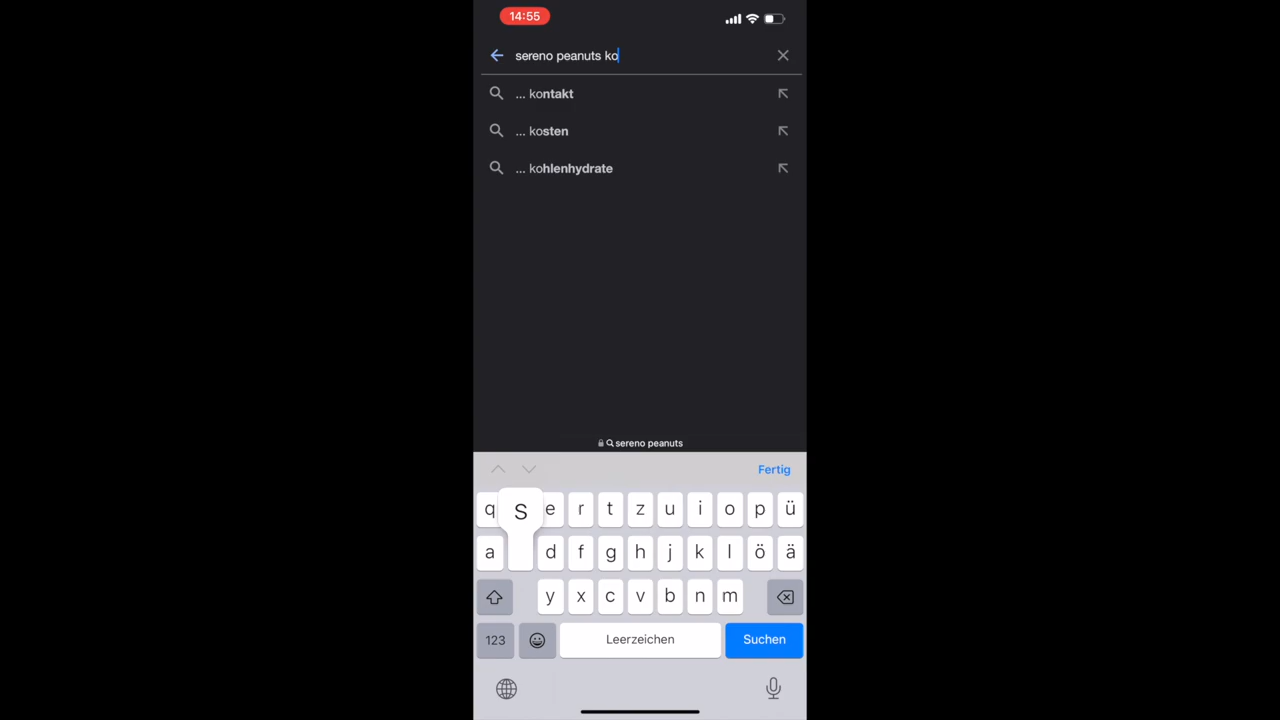 14:55
sereno peanuts ko
... kontakt
... kosten
... kohlenhydrate
sereno peanuts
Fertig
q S e r t z u i o p ü
a d f g h j k l ö ä
y x c v b n m
123 Leerzeichen Suchen